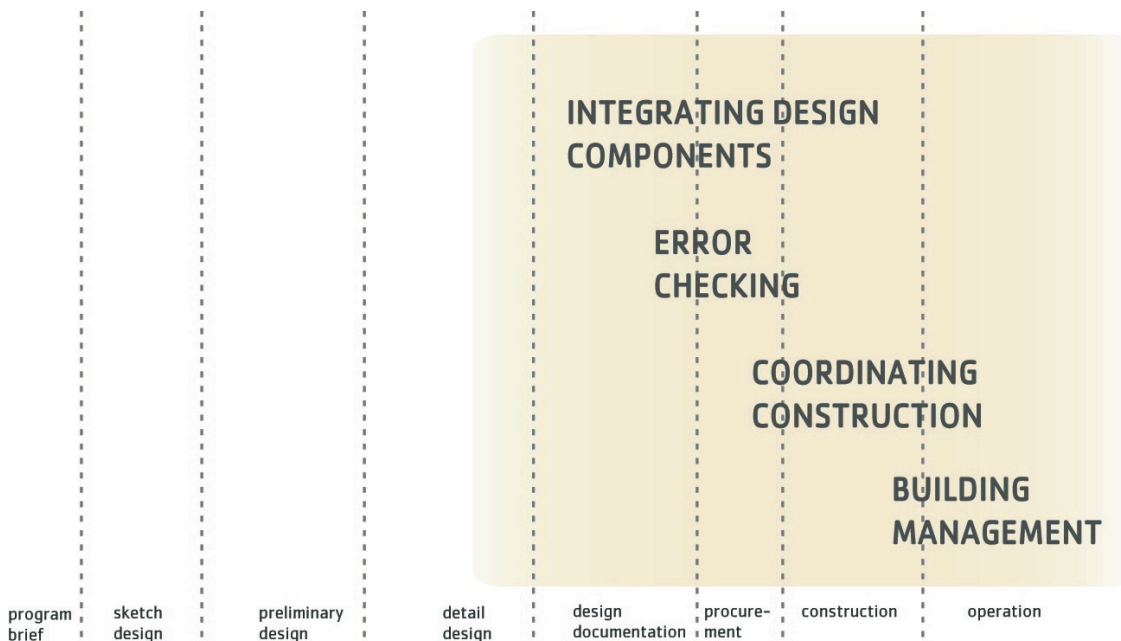 INTEGRATING DESIGN
COMPONENTS
ERROR
CHECKING
COORDINATING
CONSTRUCTION
BUILDING
MANAGEMENT
program
brief
sketch
design
preliminary
design
detail
design
design
documentation
procure-
ment
construction
operation